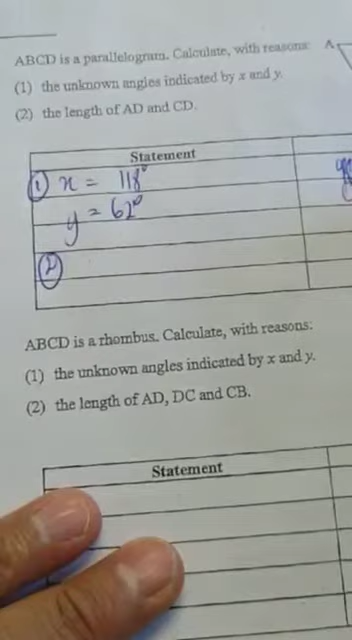 ABCD is a parallelogram. Calculate, with reasons: A
(1) the unknown angles indicated by x and y.
(2) the length of AD and CD.
Statement
(1) x = 118°
y = 62°
(2)
ABCD is a rhombus. Calculate, with reasons:
(1) the unknown angles indicated by x and y.
(2) the length of AD, DC and CB.
Statement